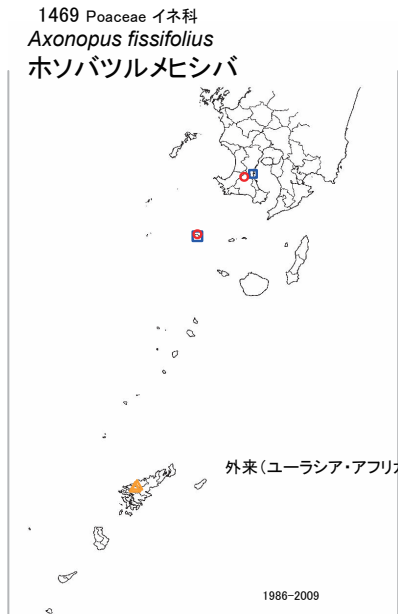 1469 Poaceae イネ科
Axonopus fissifolius
ホソバツルメヒシバ
外来(ユーラシア・アフリカ
1986-2009